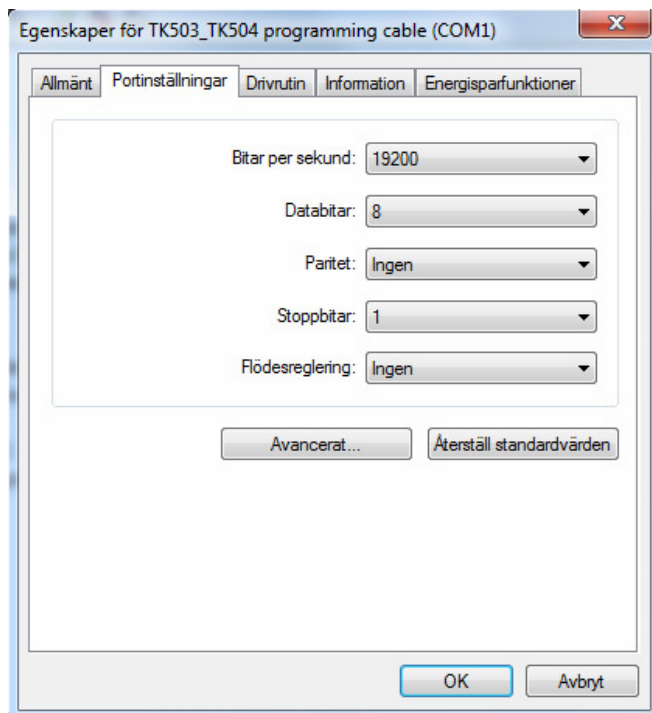 Egenskaper för TK503_TK504 programming cable (COM1)
Allmänt Portinställningar Drivrutin Information Energisparfunktioner
Bitar per sekund: 19200
Databitar: 8
Paritet: Ingen
Stoppbitar: 1
Flödesreglering: Ingen
Avancerat... Återställ standardvärden
OK Avbryt